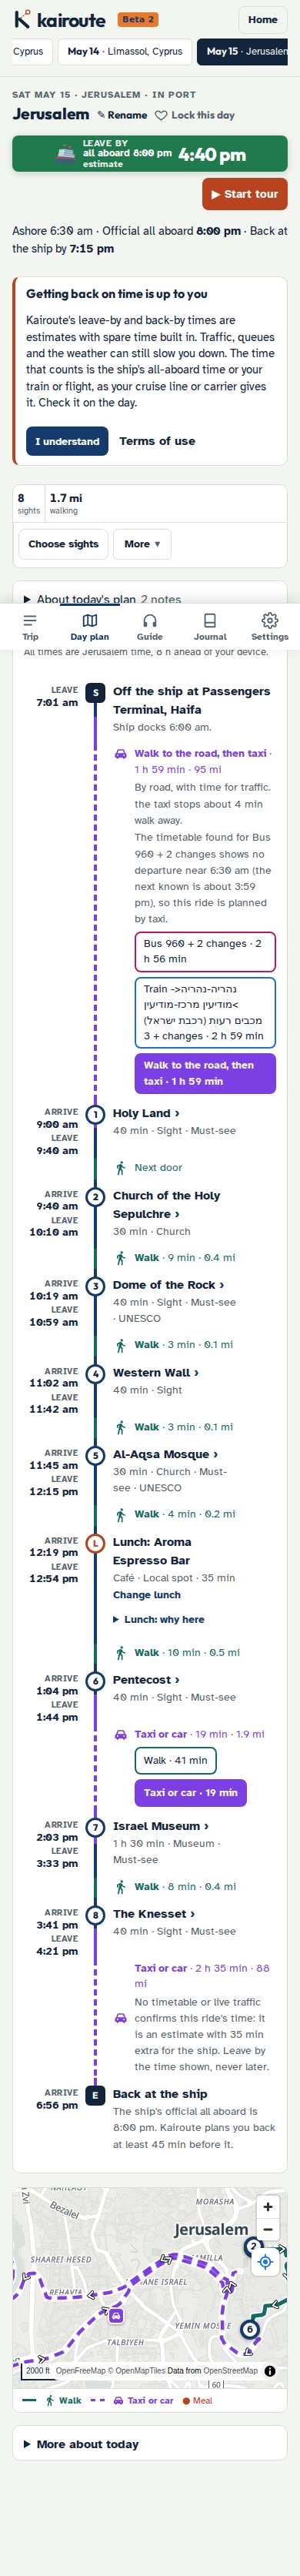 kairoute Beta 2 Home
Cyprus May 14 · Limassol, Cyprus May 15 · Jerusalem
SAT MAY 15 · JERUSALEM · IN PORT
Jerusalem ✎ Rename ♡ Lock this day
LEAVE BY
all aboard 8:00 pm
estimate
4:40 pm
▶ Start tour
Ashore 6:30 am · Official all aboard 8:00 pm · Back at
the ship by 7:15 pm
Getting back on time is up to you
Kairoute's leave-by and back-by times are
estimates with spare time built in. Traffic, queues
and the weather can still slow you down. The time
that counts is the ship's all-aboard time or your
train or flight, as your cruise line or carrier gives
it. Check it on the day.
I understand Terms of use
8
sights
1.7 mi
walking
Choose sights More ▾
▶ About today's plan 2 notes
Trip Day plan Guide Journal Settings
All times are Jerusalem time, 8 h ahead of your device.
LEAVE
7:01 am
S
Off the ship at Passengers
Terminal, Haifa
Ship docks 6:00 am.
Walk to the road, then taxi ·
1 h 59 min · 95 mi
By road, with time for traffic.
the taxi stops about 4 min
walk away.
The timetable found for Bus
960 + 2 changes shows no
departure near 6:30 am (the
next known is about 3:59
pm), so this ride is planned
by taxi.
Bus 960 + 2 changes · 2
h 56 min
Train נהריה-נהריה->
מודיעין מרכז-מודיעין<
מכבים רעות (רכבת ישראל)
+ 3 changes · 2 h 59 min
Walk to the road, then
taxi · 1 h 59 min
ARRIVE
9:00 am
LEAVE
9:40 am
1
Holy Land ›
40 min · Sight · Must-see
Next door
ARRIVE
9:40 am
LEAVE
10:10 am
2
Church of the Holy
Sepulchre ›
30 min · Church
Walk · 9 min · 0.4 mi
ARRIVE
10:19 am
LEAVE
10:59 am
3
Dome of the Rock ›
40 min · Sight · Must-see
· UNESCO
Walk · 3 min · 0.1 mi
ARRIVE
11:02 am
LEAVE
11:42 am
4
Western Wall ›
40 min · Sight
Walk · 3 min · 0.1 mi
ARRIVE
11:45 am
LEAVE
12:15 pm
5
Al-Aqsa Mosque ›
30 min · Church · Must-
see · UNESCO
Walk · 4 min · 0.2 mi
ARRIVE
12:19 pm
LEAVE
12:54 pm
L
Lunch: Aroma
Espresso Bar
Café · Local spot · 35 min
Change lunch
▶ Lunch: why here
Walk · 10 min · 0.5 mi
ARRIVE
1:04 pm
LEAVE
1:44 pm
6
Pentecost ›
40 min · Sight · Must-see
Taxi or car · 19 min · 1.9 mi
Walk · 41 min
Taxi or car · 19 min
ARRIVE
2:03 pm
LEAVE
3:33 pm
7
Israel Museum ›
1 h 30 min · Museum ·
Must-see
Walk · 8 min · 0.4 mi
ARRIVE
3:41 pm
LEAVE
4:21 pm
8
The Knesset ›
40 min · Sight · Must-see
Taxi or car · 2 h 35 min · 88
mi
No timetable or live traffic
confirms this ride's time: it
is an estimate with 35 min
extra for the sight. Leave by
the time shown, never later.
ARRIVE
6:56 pm
E
Back at the ship
The ship's official all aboard is
8:00 pm. Kairoute plans you back
at least 45 min before it.
Bezalel
MORASHA
+
Jerusalem
−
2
SHAAREI HESED
REHAVIA
YEMIN MOSHE
6
TALBIYEH
2000 ft OpenFreeMap © OpenMapTiles Data from OpenStreetMap
60
Walk Taxi or car Meal
▶ More about today